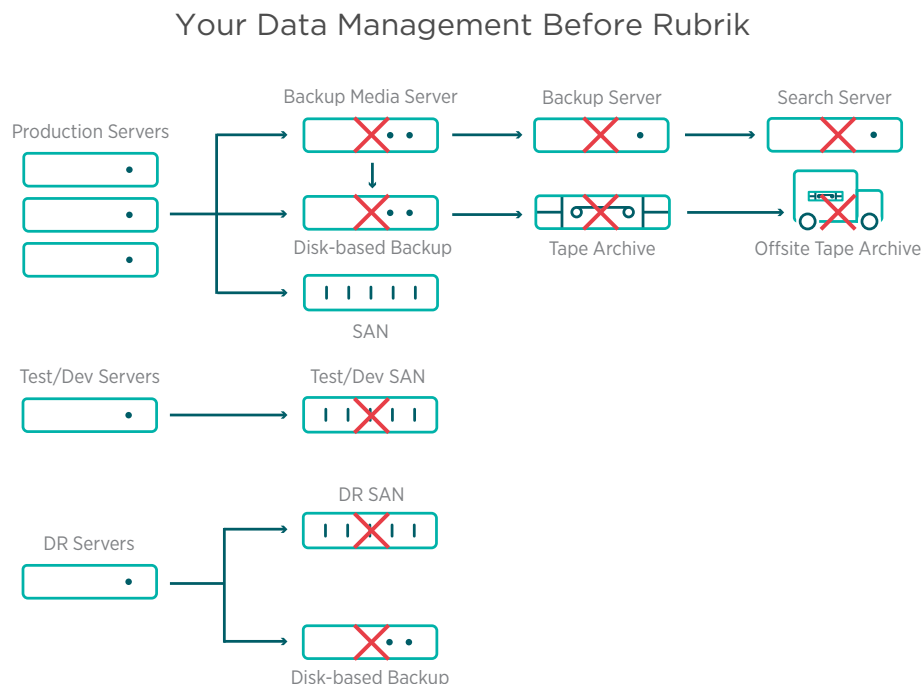 Your Data Management Before Rubrik
Backup Media Server
Backup Server
Search Server
Production Servers
Disk-based Backup
Tape Archive
Offsite Tape Archive
SAN
Test/Dev Servers
Test/Dev SAN
DR SAN
DR Servers
Disk-based Backup